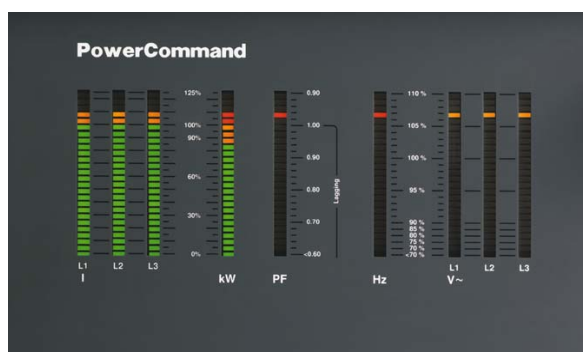 PowerCommand
125%
100%
90%
60%
30%
0%
0.90
1.00
0.90
0.80
0.70
<0.60
Lagging
110 %
105 %
100 %
95 %
90 %
85 %
80 %
75 %
70 %
<70 %
L1 L2 L3
I
kW
PF
Hz
L1 L2 L3
V~